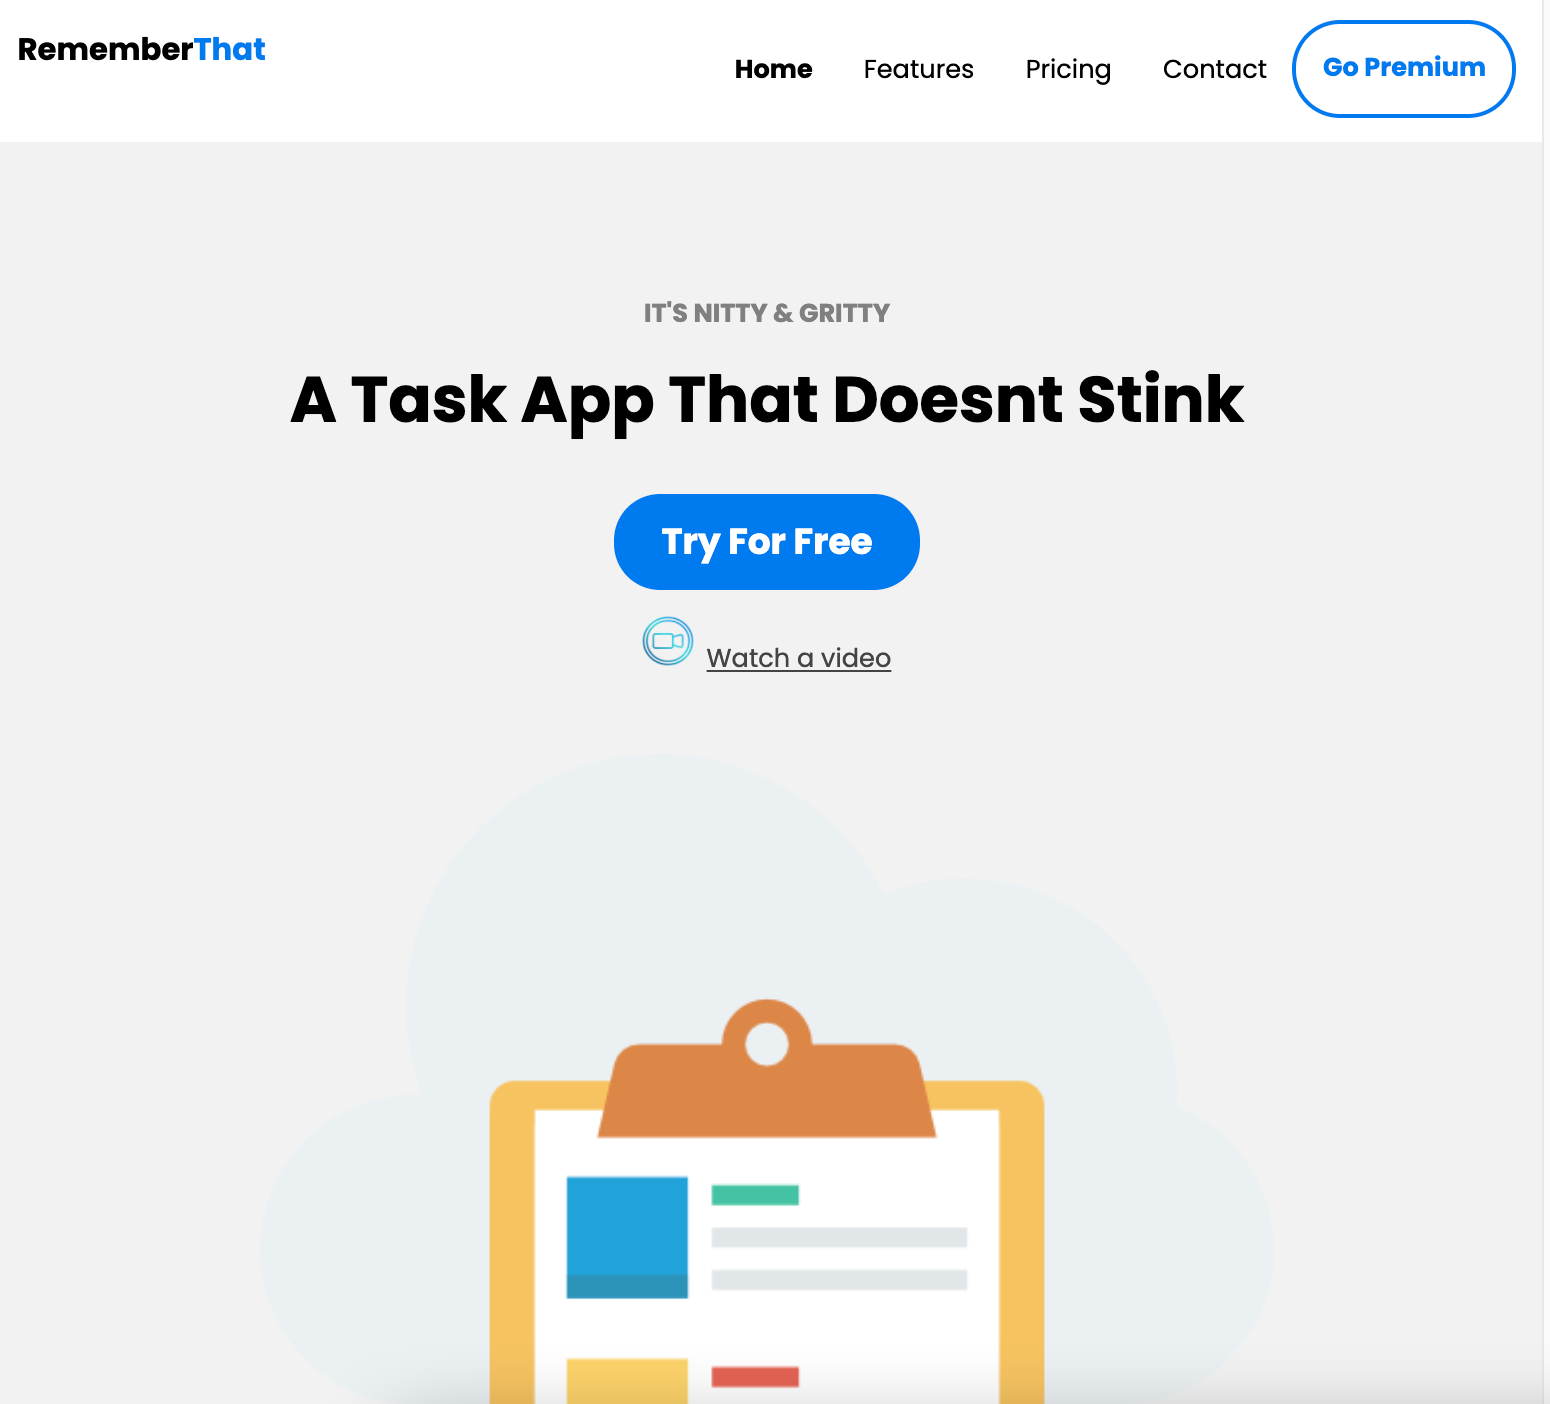 RememberThat
Home Features Pricing Contact Go Premium
IT'S NITTY & GRITTY
A Task App That Doesnt Stink
Try For Free
Watch a video